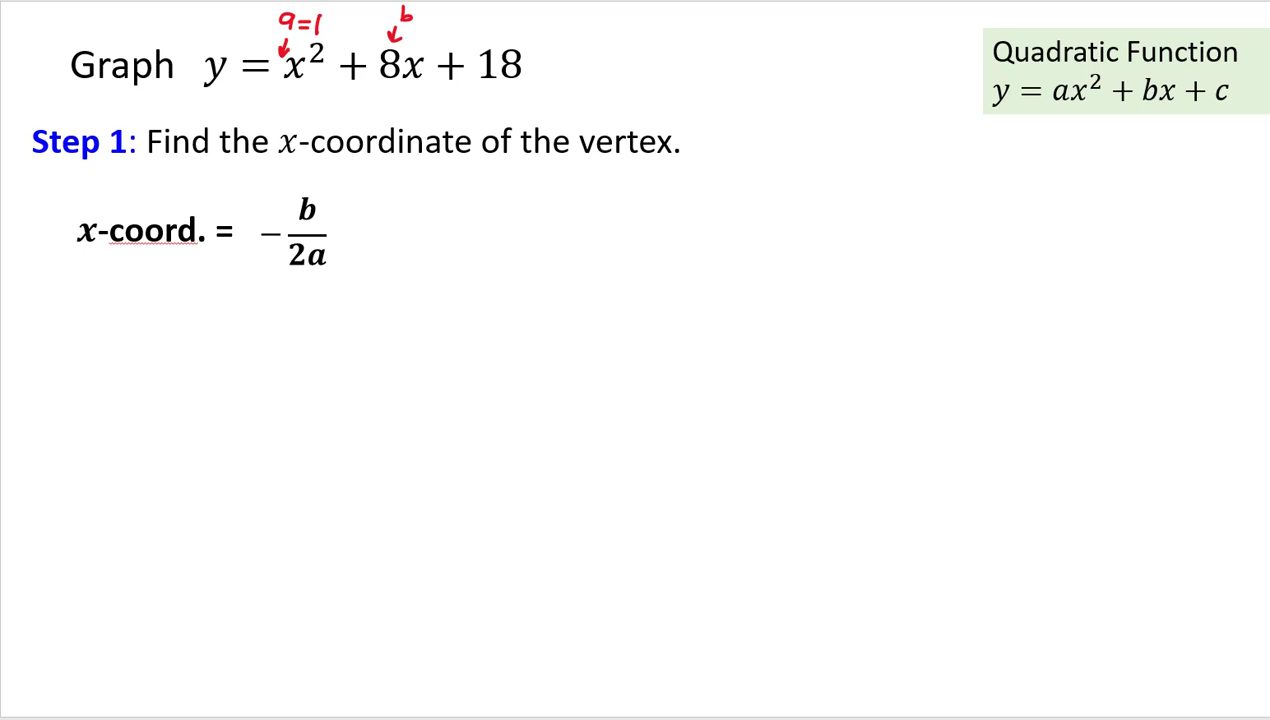 a=1 b
Graph y = x² + 8x + 18
Quadratic Function
y = ax² + bx + c
Step 1: Find the x-coordinate of the vertex.
x-coord. = − b/2a